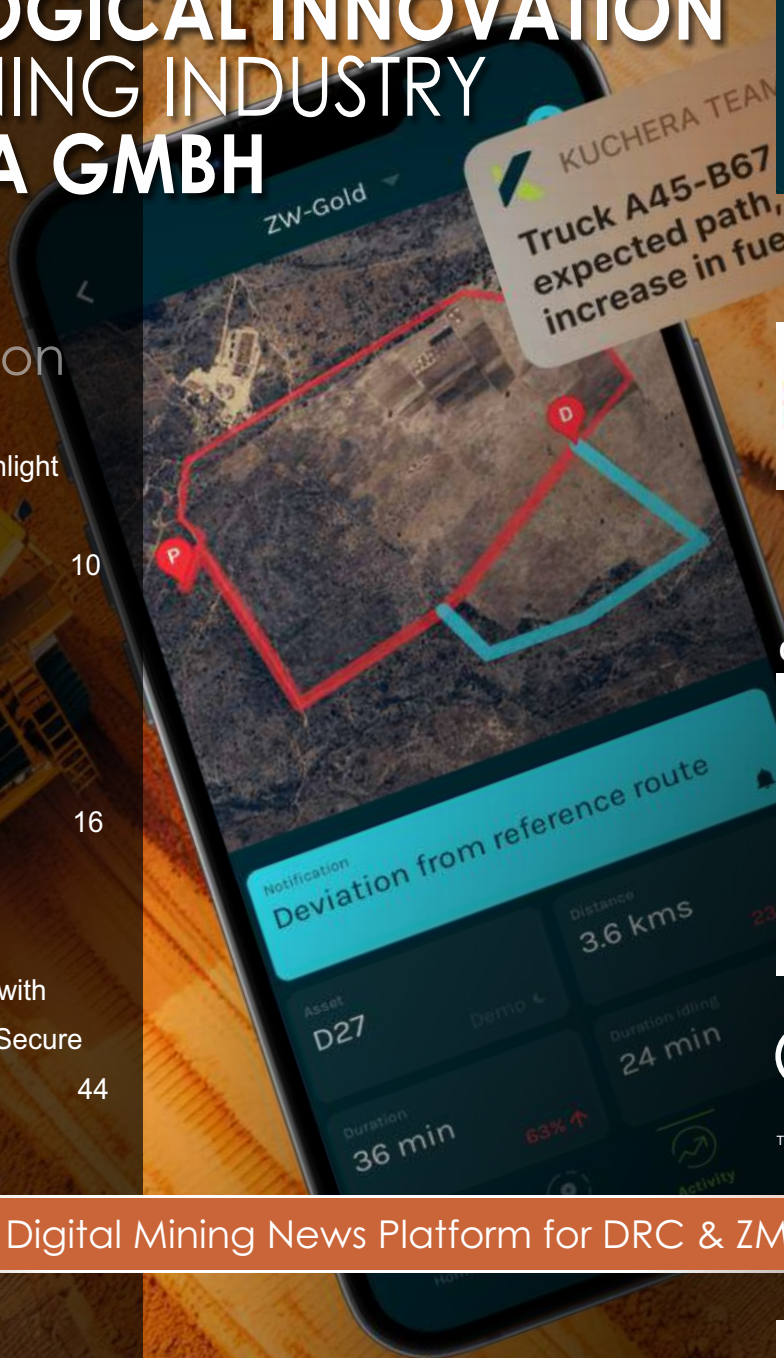 OGICAL INNOVATION
NING INDUSTRY
A GMBH
on
nlight
10
16
with
Secure
44
KUCHERA TEAM
Truck A45-B67
expected path,
increase in fue
ZW-Gold
D
P
Notification
Deviation from reference route
Asset
D27
Demo
Distance
3.6 kms
23
Duration
36 min
63%
Duration idling
24 min
Activity
Digital Mining News Platform for DRC & ZM